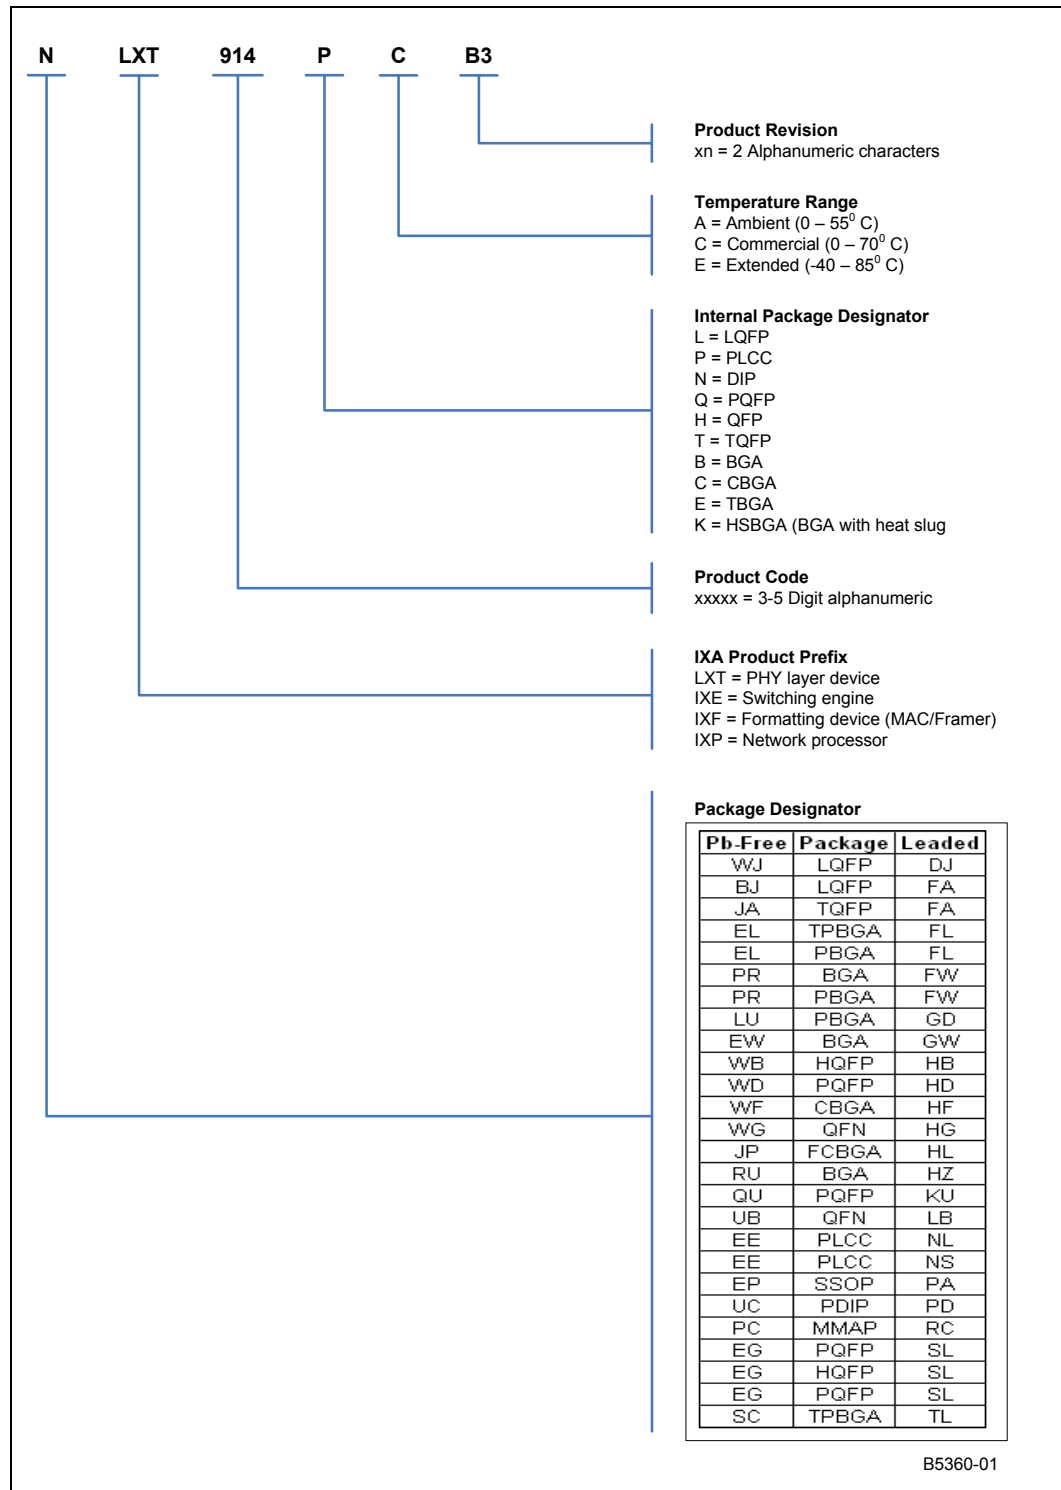 N LXT 914 P C B3
Product Revision
xn = 2 Alphanumeric characters
Temperature Range
A = Ambient (0 – 55⁰ C)
C = Commercial (0 – 70⁰ C)
E = Extended (-40 – 85⁰ C)
Internal Package Designator
L = LQFP
P = PLCC
N = DIP
Q = PQFP
H = QFP
T = TQFP
B = BGA
C = CBGA
E = TBGA
K = HSBGA (BGA with heat slug
Product Code
xxxxx = 3-5 Digit alphanumeric
IXA Product Prefix
LXT = PHY layer device
IXE = Switching engine
IXF = Formatting device (MAC/Framer)
IXP = Network processor
Package Designator
Pb-Free Package Leaded
WJ LQFP DJ
BJ LQFP FA
JA TQFP FA
EL TPBGA FL
EL PBGA FL
PR BGA FW
PR PBGA FW
LU PBGA GD
EW BGA GW
WB HQFP HB
WD PQFP HD
WF CBGA HF
WG QFN HG
JP FCBGA HL
RU BGA HZ
QU PQFP KU
UB QFN LB
EE PLCC NL
EE PLCC NS
EP SSOP PA
UC PDIP PD
PC MMAP RC
EG PQFP SL
EG HQFP SL
EG PQFP SL
SC TPBGA TL
B5360-01